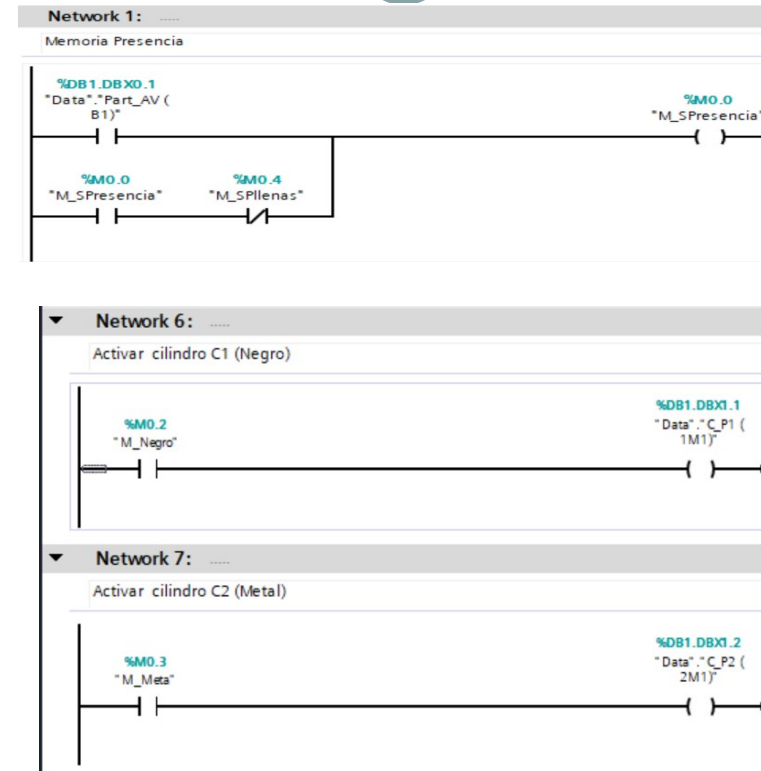 Network 1: .....
Memoria Presencia
%DB1.DBX0.1
"Data"."Part_AV (
B1)"
%M0.0
"M_SPresencia"
%M0.0
"M_SPresencia"
%M0.4
"M_SPllenas"
Network 6: .....
Activar cilindro C1 (Negro)
%M0.2
"M_Negro"
%DB1.DBX1.1
"Data"."C_P1 (
1M1)"
Network 7: .....
Activar cilindro C2 (Metal)
%M0.3
"M_Meta"
%DB1.DBX1.2
"Data"."C_P2 (
2M1)"